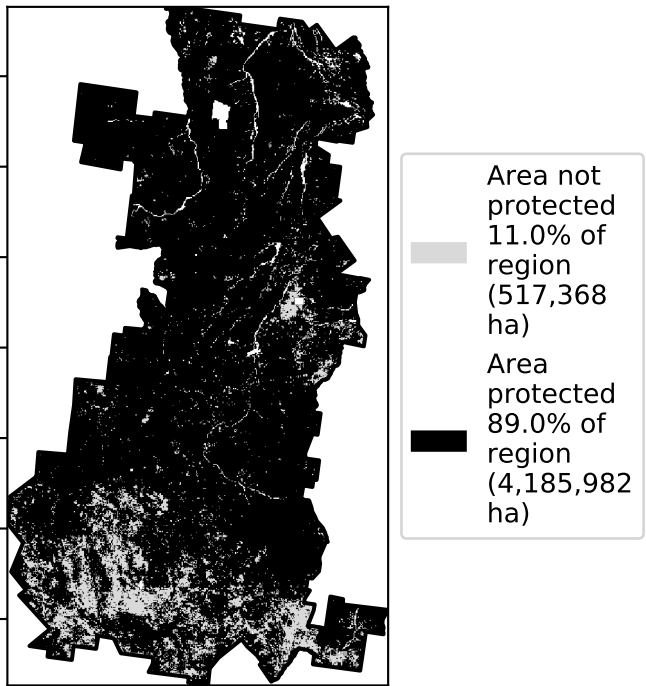 Area not
protected
11.0% of
region
(517,368
ha)
Area
protected
89.0% of
region
(4,185,982
ha)